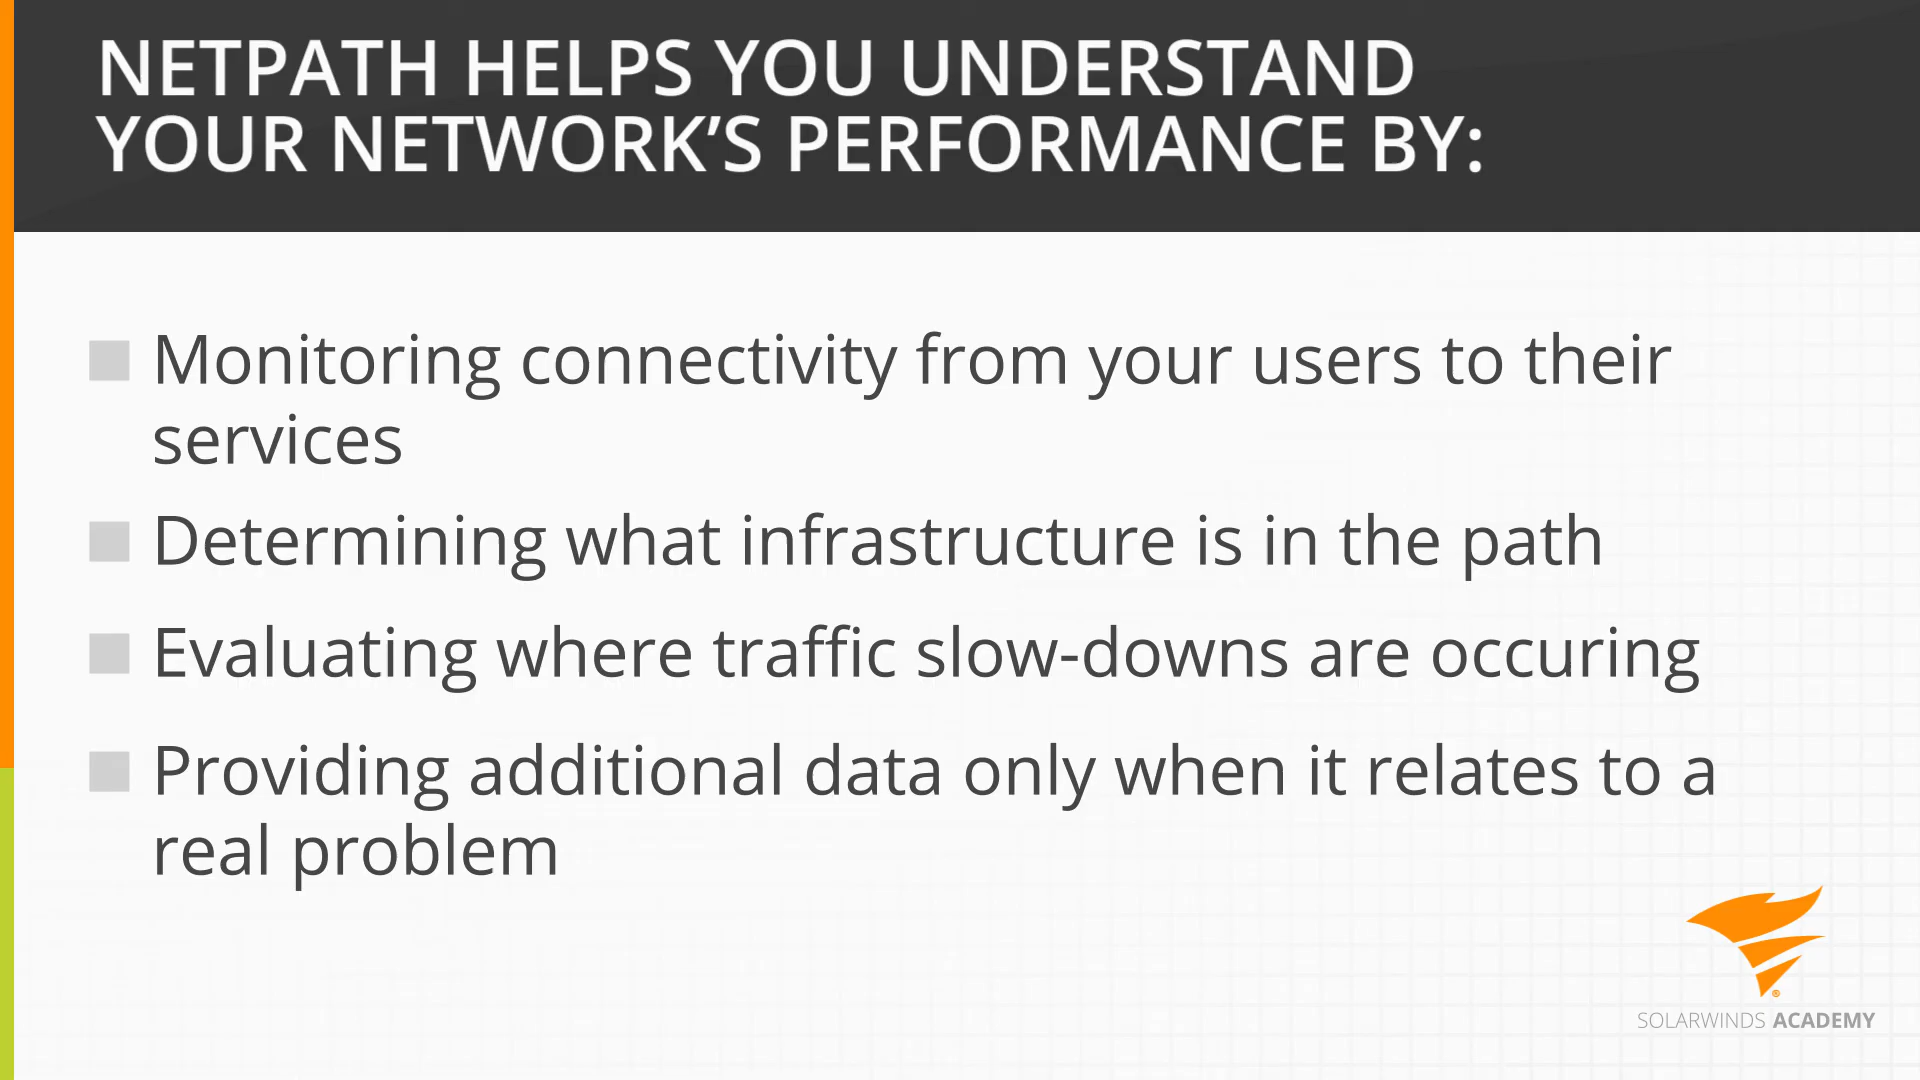 NETPATH HELPS YOU UNDERSTAND
YOUR NETWORK’S PERFORMANCE BY:
Monitoring connectivity from your users to their
services
Determining what infrastructure is in the path
Evaluating where traffic slow-downs are occuring
Providing additional data only when it relates to a
real problem
®
SOLARWINDS ACADEMY